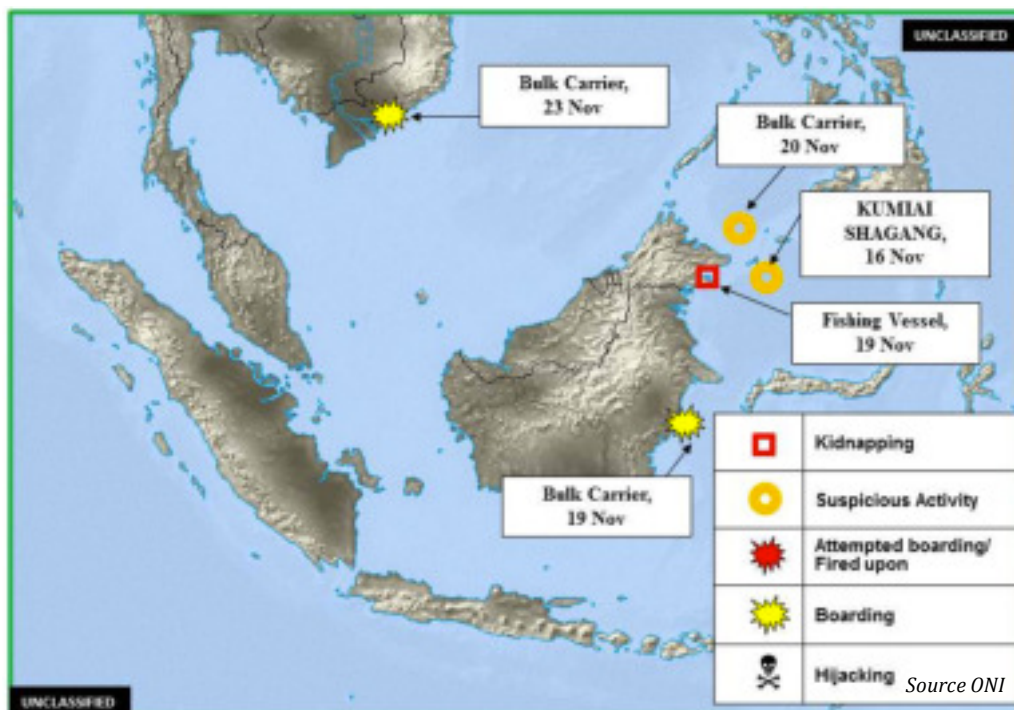 UNCLASSIFIED
Bulk Carrier,
23 Nov
Bulk Carrier,
20 Nov
KUMIAI
SHAGANG,
16 Nov
Fishing Vessel,
19 Nov
Bulk Carrier,
19 Nov
Kidnapping
Suspicious Activity
Attempted boarding/
Fired upon
Boarding
Hijacking
Source ONI
UNCLASSIFIED